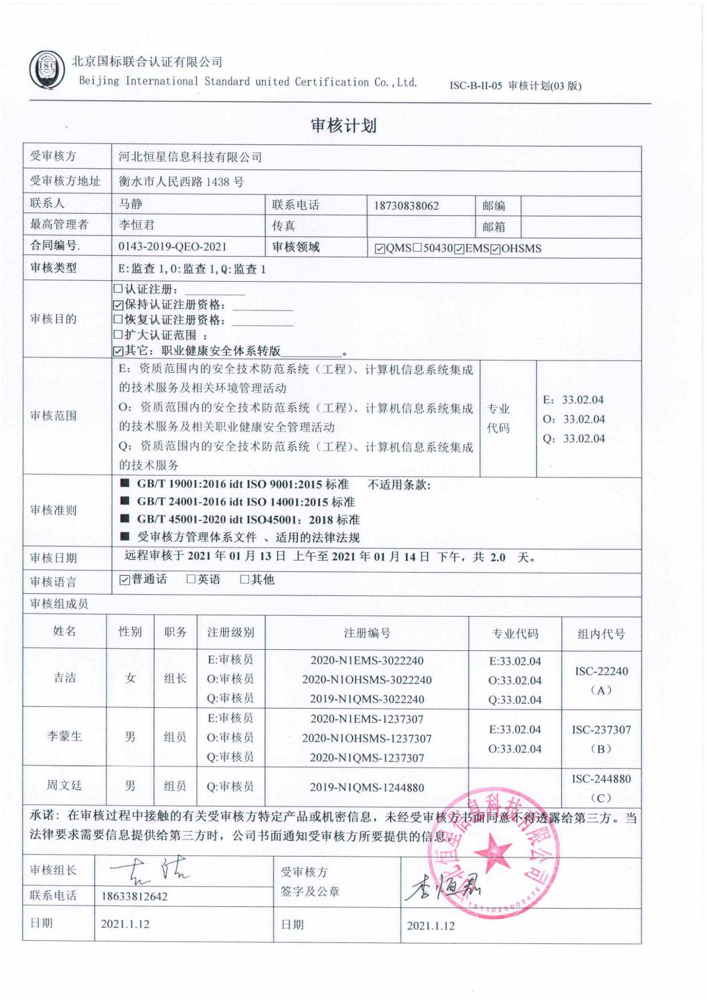 ISC
北京国标联合认证有限公司
Beijing International Standard united Certification Co.,Ltd.
ISC-B-II-05 审核计划(03 版)
审核计划
受审核方 河北恒星信息科技有限公司
受审核方地址 衡水市人民西路 1438 号
联系人 马静 联系电话 18730838062 邮编
最高管理者 李恒君 传真 邮箱
合同编号. 0143-2019-QEO-2021 审核领域 ☑QMS☐50430☑EMS☑OHSMS
审核类型 E:监查 1,O:监查 1,Q:监查 1
审核目的
☐认证注册：
☑保持认证注册资格：
☐恢复认证注册资格：
☐扩大认证范围 ：
☑其它：职业健康安全体系转版 。
审核范围
E：资质范围内的安全技术防范系统（工程）、计算机信息系统集成
的技术服务及相关环境管理活动
O：资质范围内的安全技术防范系统（工程）、计算机信息系统集成
的技术服务及相关职业健康安全管理活动
Q：资质范围内的安全技术防范系统（工程）、计算机信息系统集成
的技术服务
专业
代码
E：33.02.04
O：33.02.04
Q：33.02.04
审核准则
■ GB/T 19001:2016 idt ISO 9001:2015 标准 不适用条款:
■ GB/T 24001-2016 idt ISO 14001:2015 标准
■ GB/T 45001-2020 idt ISO45001：2018 标准
■ 受审核方管理体系文件 、适用的法律法规
审核日期 远程审核于 2021 年 01 月 13 日 上午至 2021 年 01 月 14 日 下午，共 2.0 天。
审核语言 ☑普通话 ☐英语 ☐其他
审核组成员
姓名 性别 职务 注册级别 注册编号 专业代码 组内代号
吉洁 女 组长
E:审核员 2020-N1EMS-3022240 E:33.02.04
O:审核员 2020-N1OHSMS-3022240 O:33.02.04
Q:审核员 2019-N1QMS-3022240 Q:33.02.04
ISC-22240
（A）
李蒙生 男 组员
E:审核员 2020-N1EMS-1237307
O:审核员 2020-N1OHSMS-1237307
Q:审核员 2020-N1QMS-1237307
E:33.02.04
O:33.02.04
ISC-237307
（B）
周文廷 男 组员 Q:审核员 2019-N1QMS-1244880
ISC-244880
（C）
承诺：在审核过程中接触的有关受审核方特定产品或机密信息，未经受审核方书面同意不得透露给第三方。当
法律要求需要信息提供给第三方时，公司书面通知受审核方所要提供的信息。
审核组长 吉洁
受审核方
签字及公章
李恒君
河北恒星信息科技有限公司
1311025002476
联系电话 18633812642
日期 2021.1.12 日期 2021.1.12